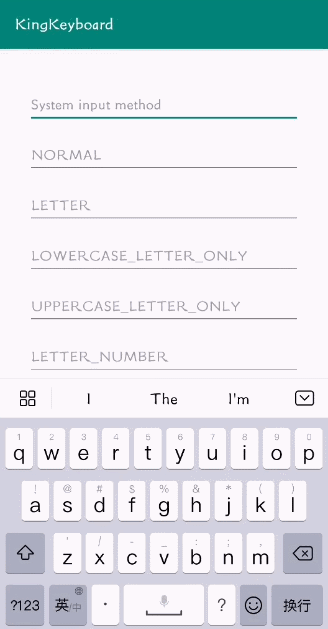 KingKeyboard
System input method
NORMAL
LETTER
LOWERCASE_LETTER_ONLY
UPPERCASE_LETTER_ONLY
LETTER_NUMBER
I The I'm
1 2 3 4 5 6 7 8 9 0
q w e r t y u i o p
! @ # $ % & * ( )
a s d f g h j k l
' / - _ : ; ,
z x c v b n m
?123 英/中 · ? 换行